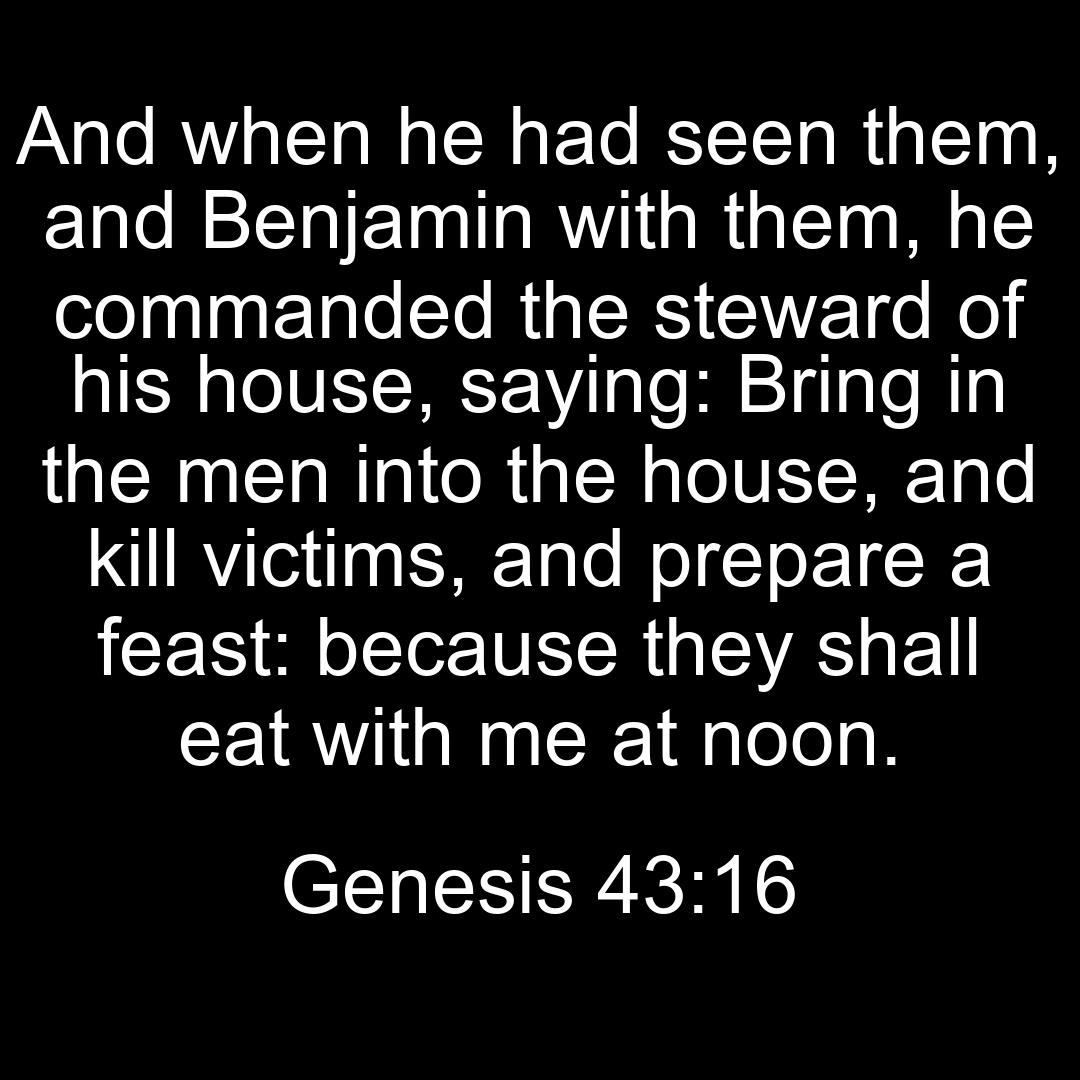 And when he had seen them,
and Benjamin with them, he
commanded the steward of
his house, saying: Bring in
the men into the house, and
kill victims, and prepare a
feast: because they shall
eat with me at noon.
Genesis 43:16